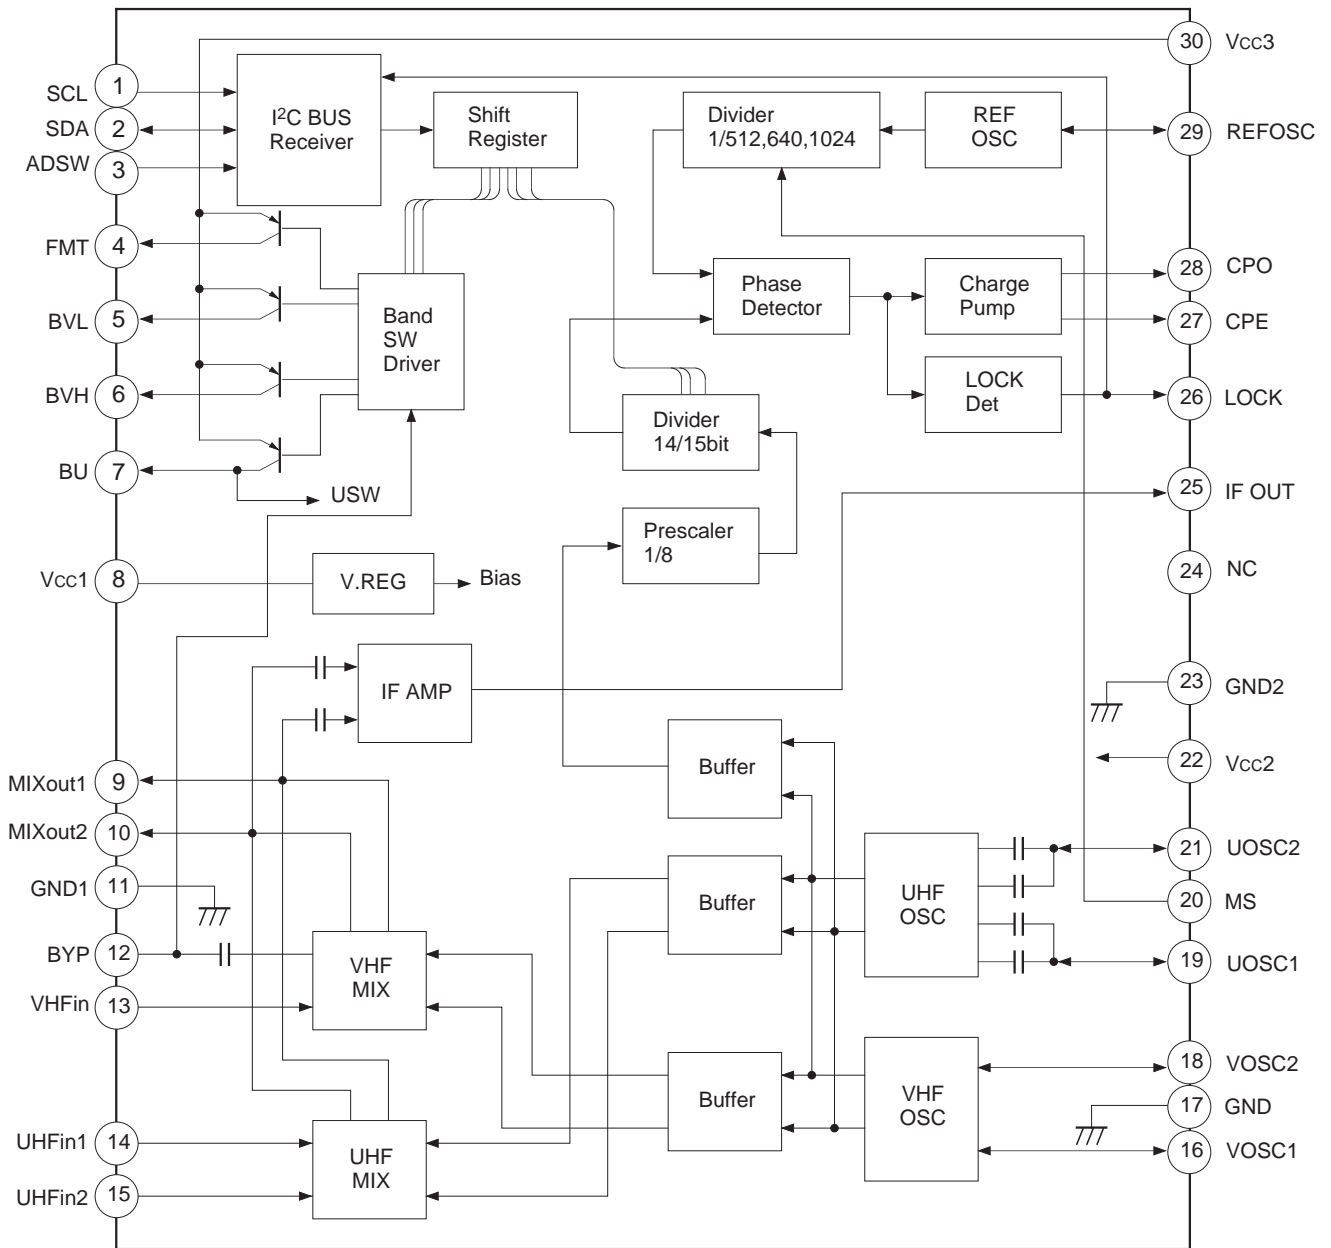 1
SCL
2
SDA
3
ADSW
4
FMT
5
BVL
6
BVH
7
BU
USW
8
Vcc1
9
MIXout1
10
MIXout2
11
GND1
12
BYP
13
VHFin
14
UHFin1
15
UHFin2
I²C BUS
Receiver
Shift
Register
Divider
1/512,640,1024
REF
OSC
Band
SW
Driver
Phase
Detector
Charge
Pump
LOCK
Det
Divider
14/15bit
Prescaler
1/8
V.REG
Bias
IF AMP
Buffer
Buffer
UHF
OSC
VHF
MIX
Buffer
VHF
OSC
UHF
MIX
30
Vcc3
29
REFOSC
28
CPO
27
CPE
26
LOCK
25
IF OUT
24
NC
23
GND2
22
Vcc2
21
UOSC2
20
MS
19
UOSC1
18
VOSC2
17
GND
16
VOSC1